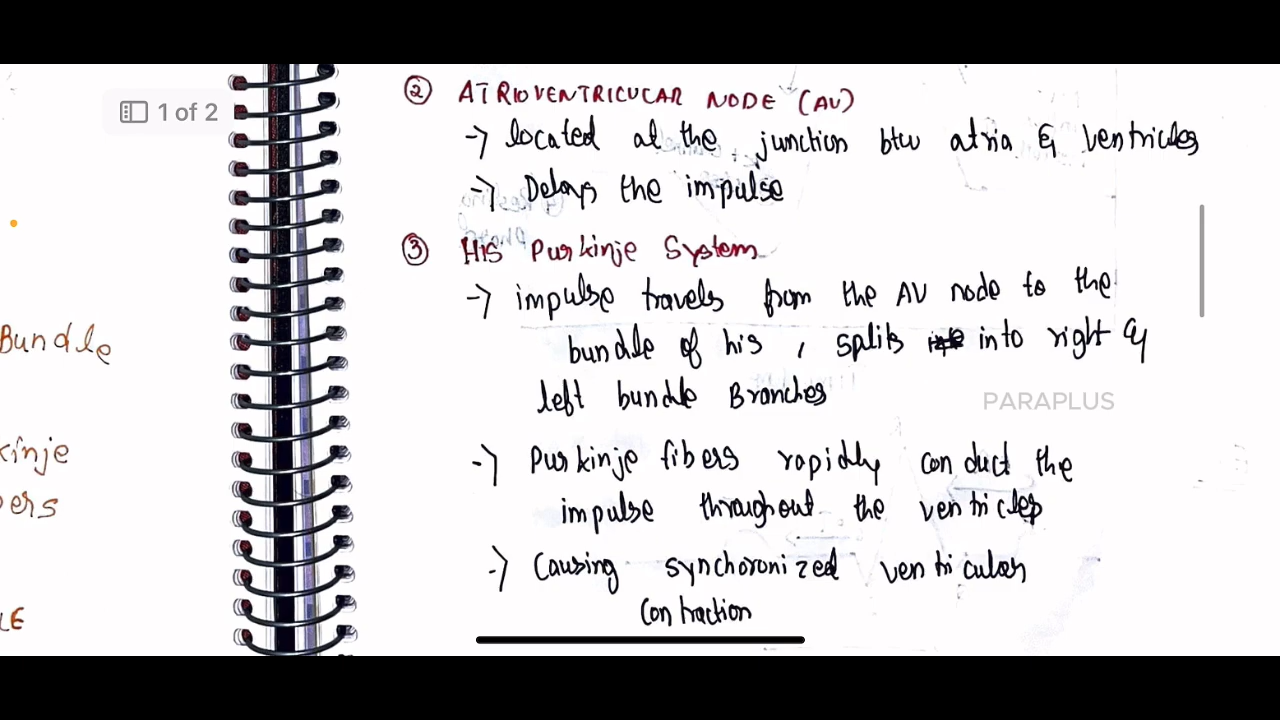 1 of 2
② ATRIOVENTRICULAR NODE (AV)
-> located at the junction btw atria & ventricles
-> Delays the impulse
③ HIS Purkinje System
-> impulse travels from the AV node to the
bundle of his , splits into right &
left bundle Branches
PARAPLUS
-> Purkinje fibers rapidly conduct the
impulse throughout the ventricles
-> Causing synchoronized ventricular
Contraction
Bundle
kinje
ers
LE